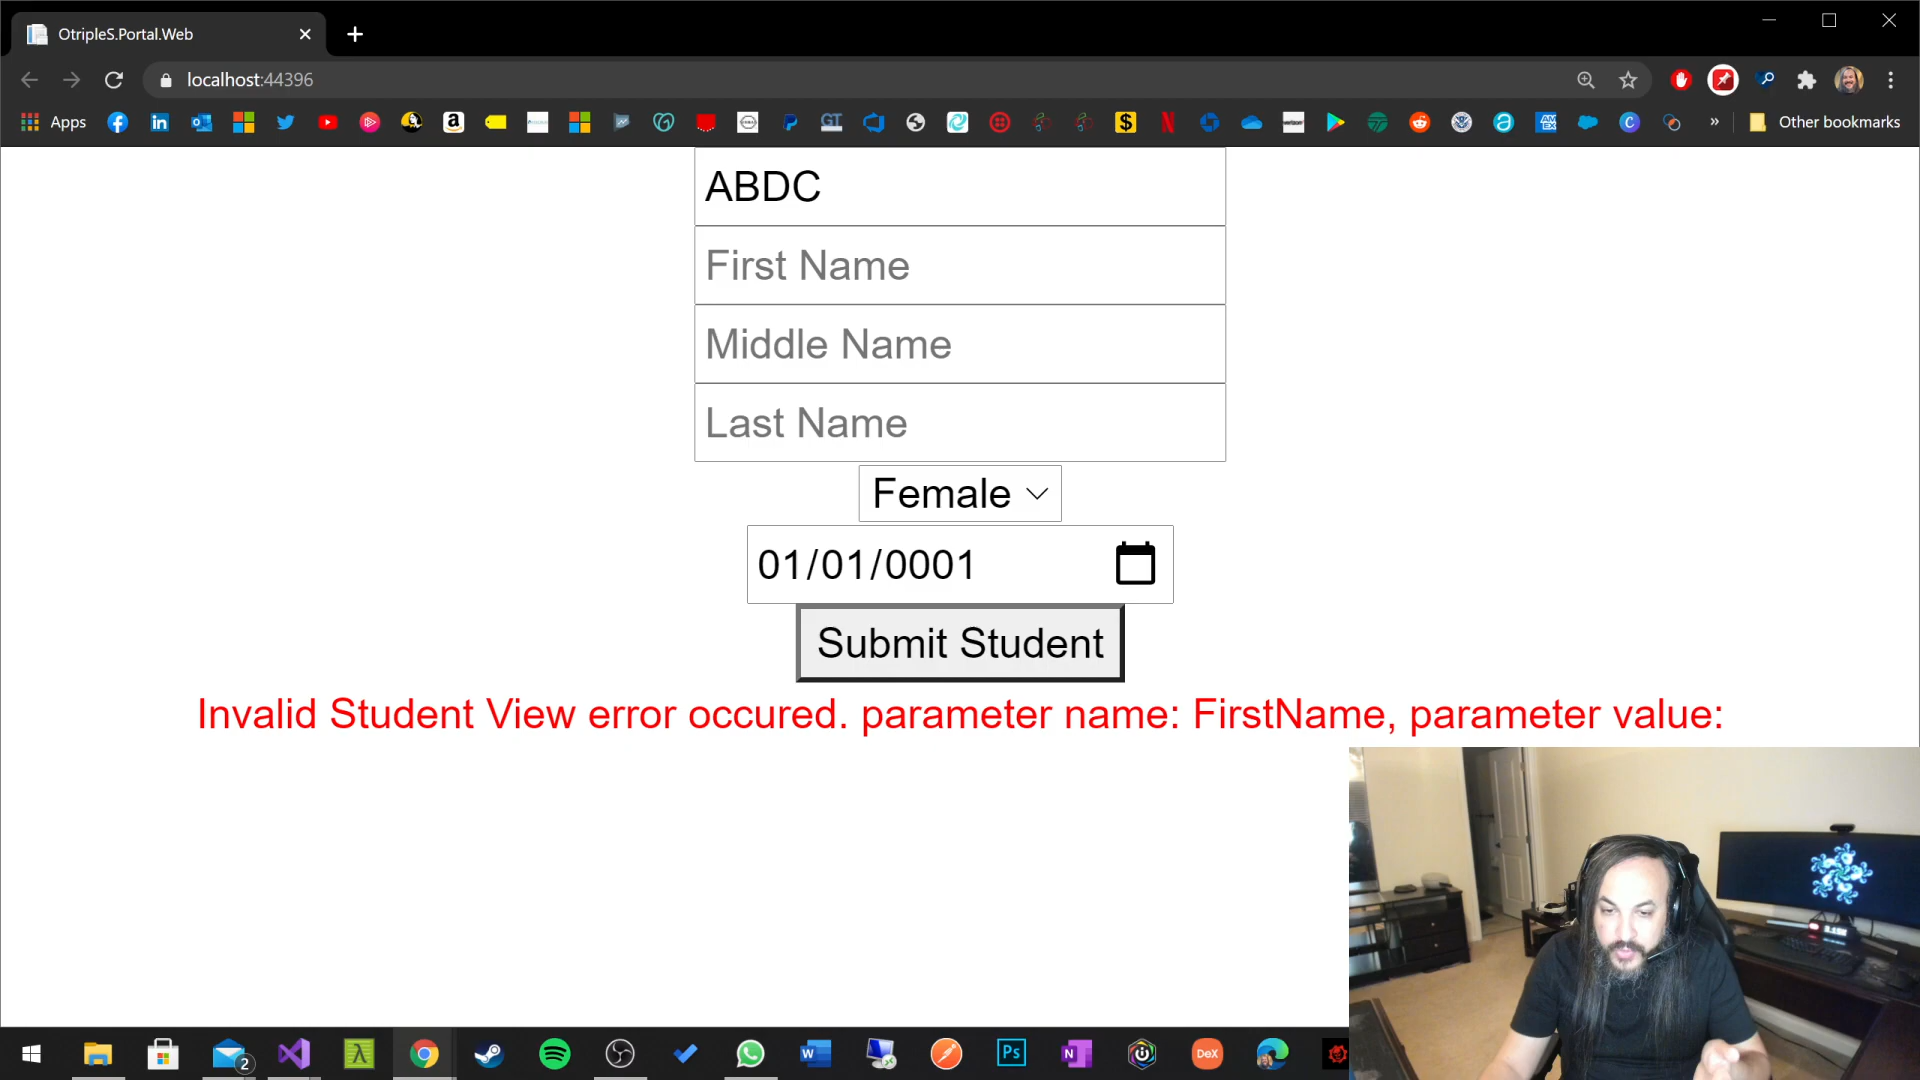 OtripleS.Portal.Web
localhost:44396
Apps
Other bookmarks
ABDC
First Name
Middle Name
Last Name
Female
01/01/0001
Submit Student
Invalid Student View error occured. parameter name: FirstName, parameter value:
2